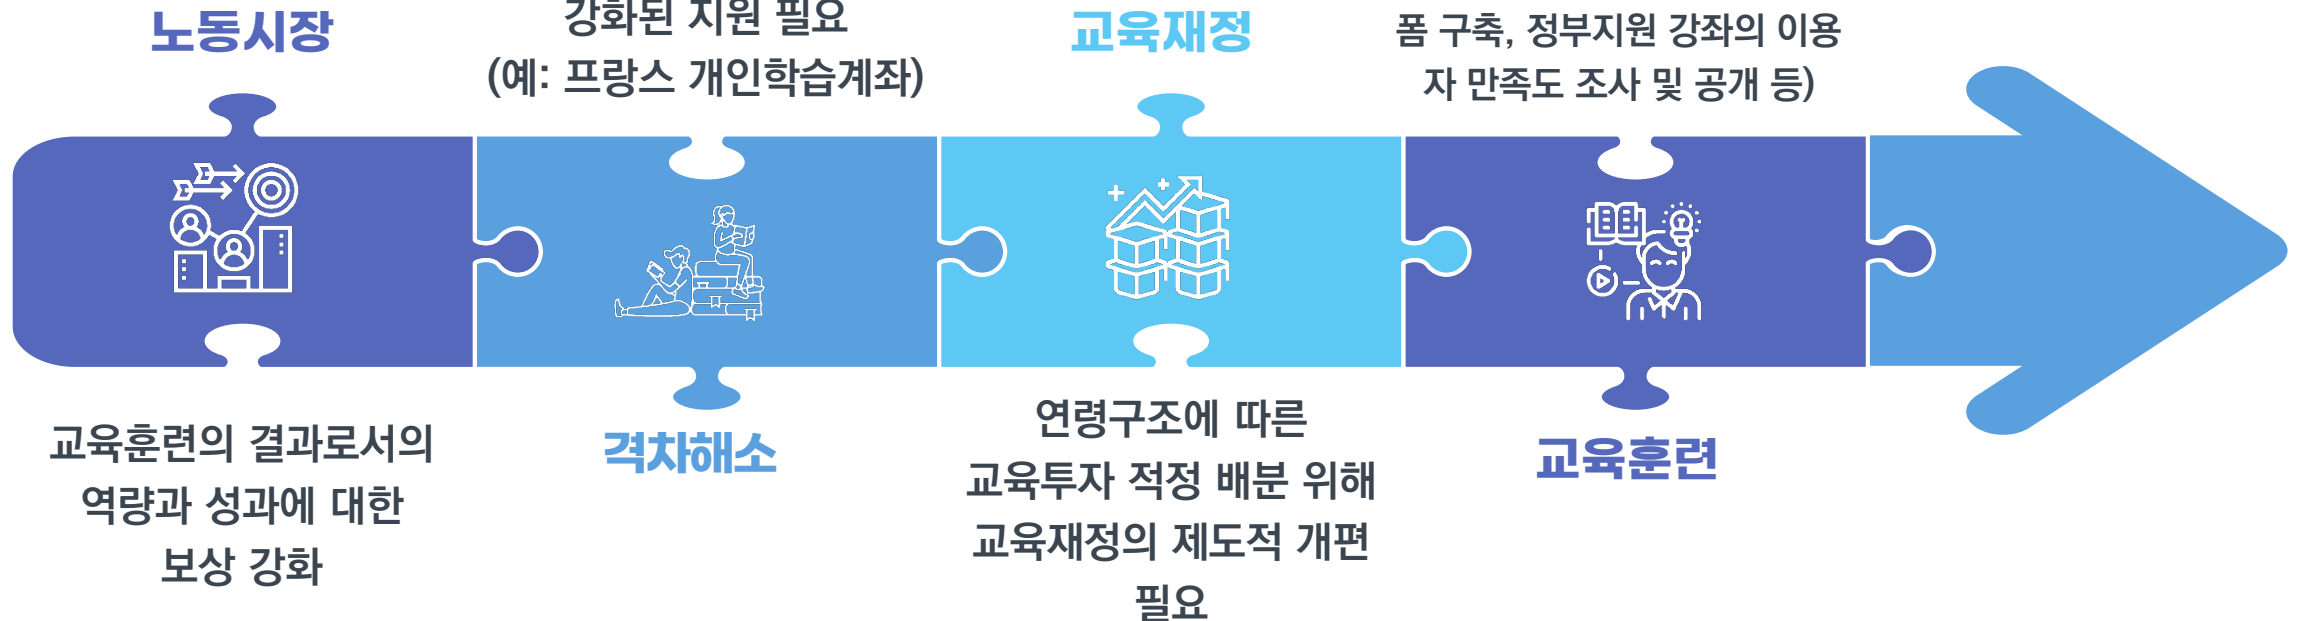 노동시장
교육훈련의 결과로서의
역량과 성과에 대한
보상 강화
강화된 지원 필요
(예: 프랑스 개인학습계좌)
격차해소
교육재정
연령구조에 따른
교육투자 적정 배분 위해
교육재정의 제도적 개편
필요
폼 구축, 정부지원 강좌의 이용
자 만족도 조사 및 공개 등)
교육훈련